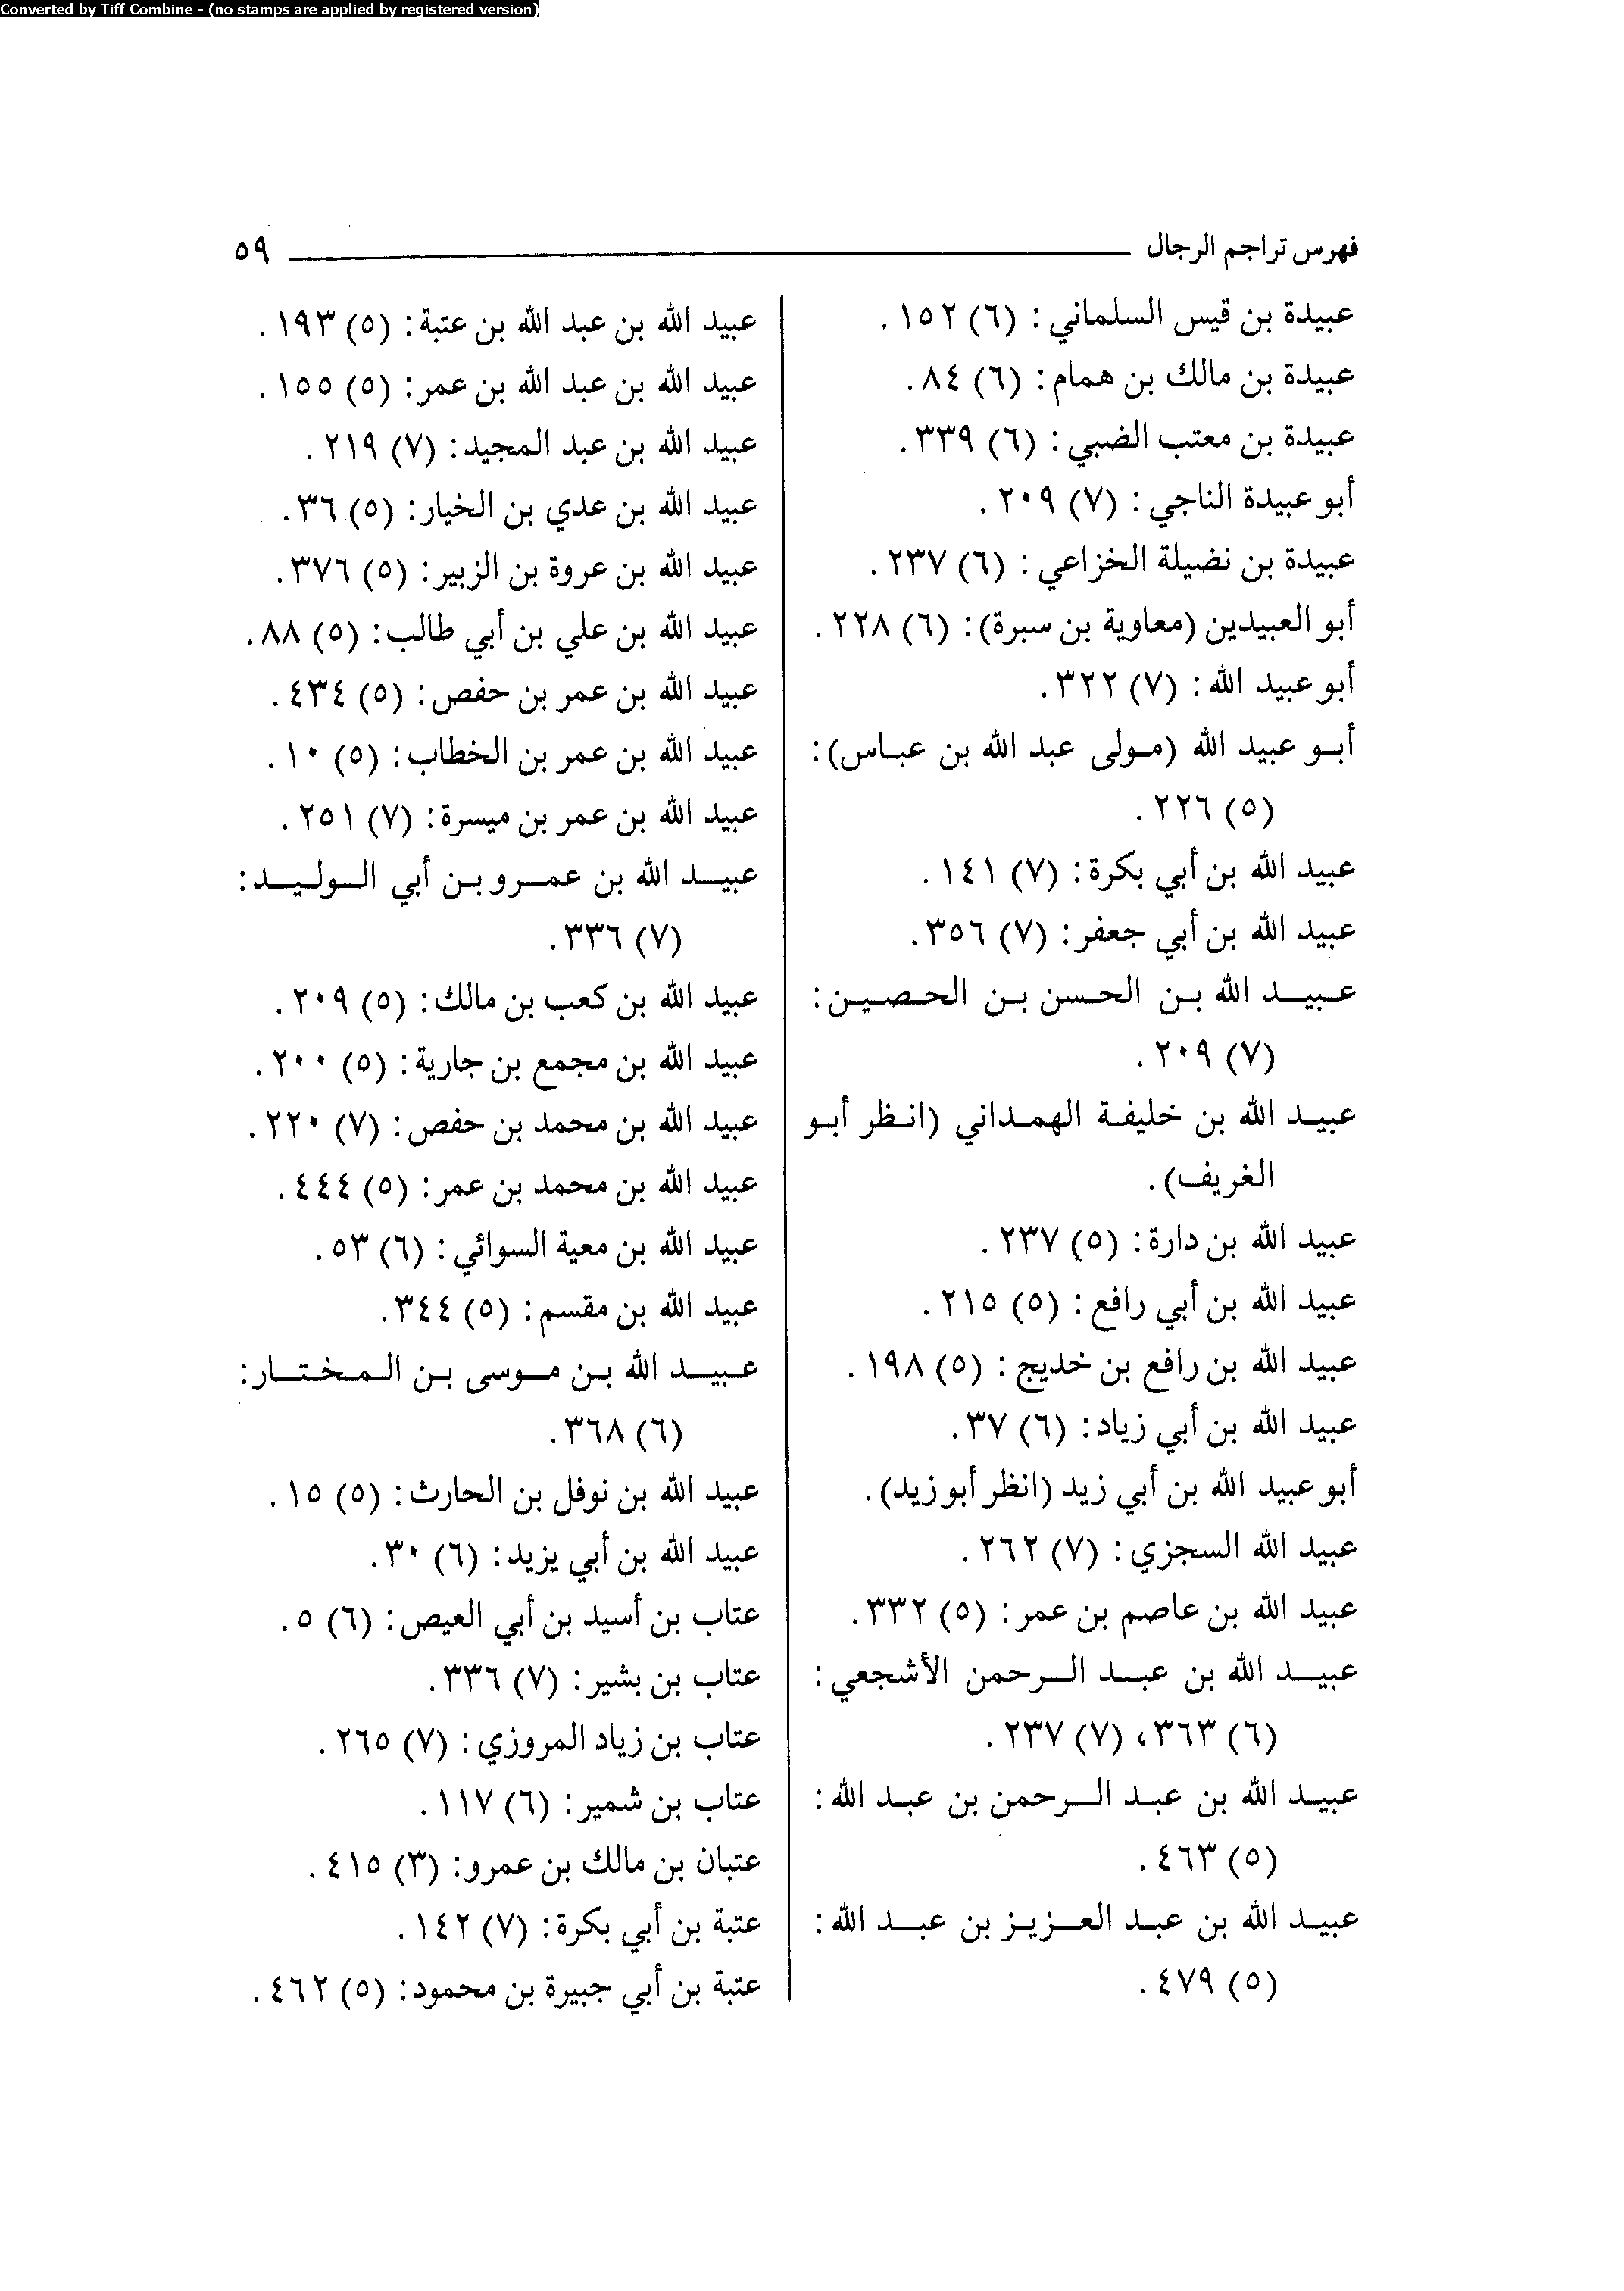 Converted by Tiff Combine - (no stamps are applied by registered version)
فهرس تراجم الرجال ٥٩
عبيدة بن قيس السلماني : (٦) ١٥٢ .
عبيدة بن مالك بن همام : (٦) ٨٤ .
عبيدة بن معتب الضبي : (٦) ٣٣٩ .
أبو عبيدة الناجي : (٧) ٢٠٩ .
عبيدة بن نضيلة الخزاعي : (٦) ٢٣٧ .
أبو العبيدين (معاوية بن سبرة): (٦) ٢٢٨ .
أبو عبيد الله : (٧) ٣٢٢ .
أبو عبيد الله (مولى عبد الله بن عباس):
(٥) ٢٢٦ .
عبيد الله بن أبي بكرة : (٧) ١٤١ .
عبيد الله بن أبي جعفر : (٧) ٣٥٦ .
عبيد الله بن الحسن بن الحصين :
(٧) ٢٠٩ .
عبيد الله بن خليفة الهمداني (انظر أبو
الغريف) .
عبيد الله بن دارة : (٥) ٢٣٧ .
عبيد الله بن أبي رافع : (٥) ٢١٥ .
عبيد الله بن رافع بن خديج : (٥) ١٩٨ .
عبيد الله بن أبي زياد : (٦) ٣٧ .
أبو عبيد الله بن أبي زيد (انظر أبو زيد) .
عبيد الله السجزي : (٧) ٢٦٢ .
عبيد الله بن عاصم بن عمر : (٥) ٣٣٢ .
عبيد الله بن عبد الرحمن الأشجعي :
(٦) ٣٦٣، (٧) ٢٣٧ .
عبيد الله بن عبد الرحمن بن عبد الله :
(٥) ٤٦٣ .
عبيد الله بن عبد العزيز بن عبد الله :
(٥) ٤٧٩ .
عبيد الله بن عبد الله بن عتبة : (٥) ١٩٣ .
عبيد الله بن عبد الله بن عمر : (٥) ١٥٥ .
عبيد الله بن عبد المجيد : (٧) ٢١٩ .
عبيد الله بن عدي بن الخيار : (٥) ٣٦ .
عبيد الله بن عروة بن الزبير : (٥) ٣٧٦ .
عبيد الله بن علي بن أبي طالب : (٥) ٨٨ .
عبيد الله بن عمر بن حفص : (٥) ٤٣٤ .
عبيد الله بن عمر بن الخطاب : (٥) ١٠ .
عبيد الله بن عمر بن ميسرة : (٧) ٢٥١ .
عبيد الله بن عمرو بن أبي الوليد :
(٧) ٣٣٦ .
عبيد الله بن كعب بن مالك : (٥) ٢٠٩ .
عبيد الله بن مجمع بن جارية : (٥) ٢٠٠ .
عبيد الله بن محمد بن حفص : (٧) ٢٢٠ .
عبيد الله بن محمد بن عمر : (٥) ٤٤٤ .
عبيد الله بن معية السوائي : (٦) ٥٣ .
عبيد الله بن مقسم : (٥) ٣٤٤ .
عبيد الله بن موسى بن المختار :
(٦) ٣٦٨ .
عبيد الله بن نوفل بن الحارث : (٥) ١٥ .
عبيد الله بن أبي يزيد : (٦) ٣٠ .
عتاب بن أسيد بن أبي العيص : (٦) ٥ .
عتاب بن بشير : (٧) ٣٣٦ .
عتاب بن زياد المروزي : (٧) ٢٦٥ .
عتاب بن شمير : (٦) ١١٧ .
عتبان بن مالك بن عمرو : (٣) ٤١٥ .
عتبة بن أبي بكرة : (٧) ١٤٢ .
عتبة بن أبي جبيرة بن محمود : (٥) ٤٦٢ .